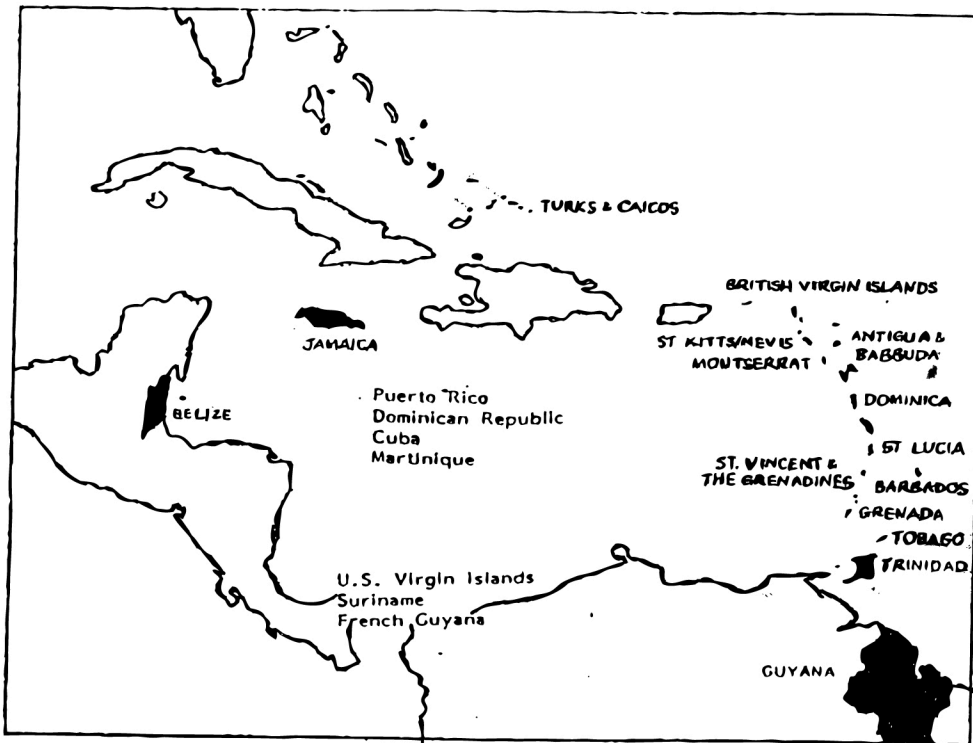 TURKS & CAICOS
BRITISH VIRGIN ISLANDS
JAMAICA
ST KITTS/NEVIS
ANTIGUA &
BABBUDA
MONTSERRAT
Puerto Rico
Dominican Republic
Cuba
Martinique
BELIZE
DOMINICA
ST LUCIA
ST. VINCENT &
THE GRENADINES
BARBADOS
GRENADA
TOBAGO
TRINIDAD
U.S. Virgin Islands
Suriname
French Guyana
GUYANA